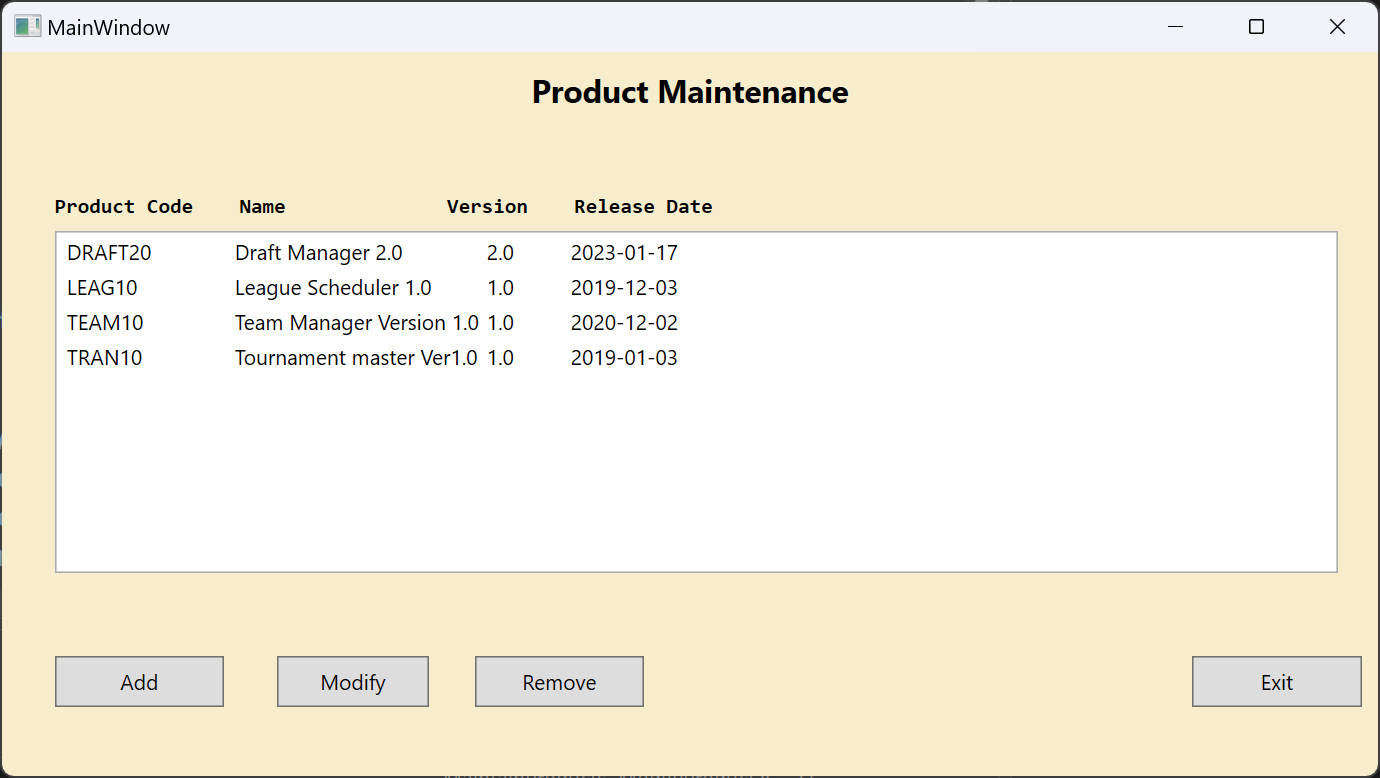 MainWindow
Product Maintenance
Product Code Name Version Release Date
DRAFT20 Draft Manager 2.0 2.0 2023-01-17
LEAG10 League Scheduler 1.0 1.0 2019-12-03
TEAM10 Team Manager Version 1.0 1.0 2020-12-02
TRAN10 Tournament master Ver1.0 1.0 2019-01-03
Add Modify Remove Exit